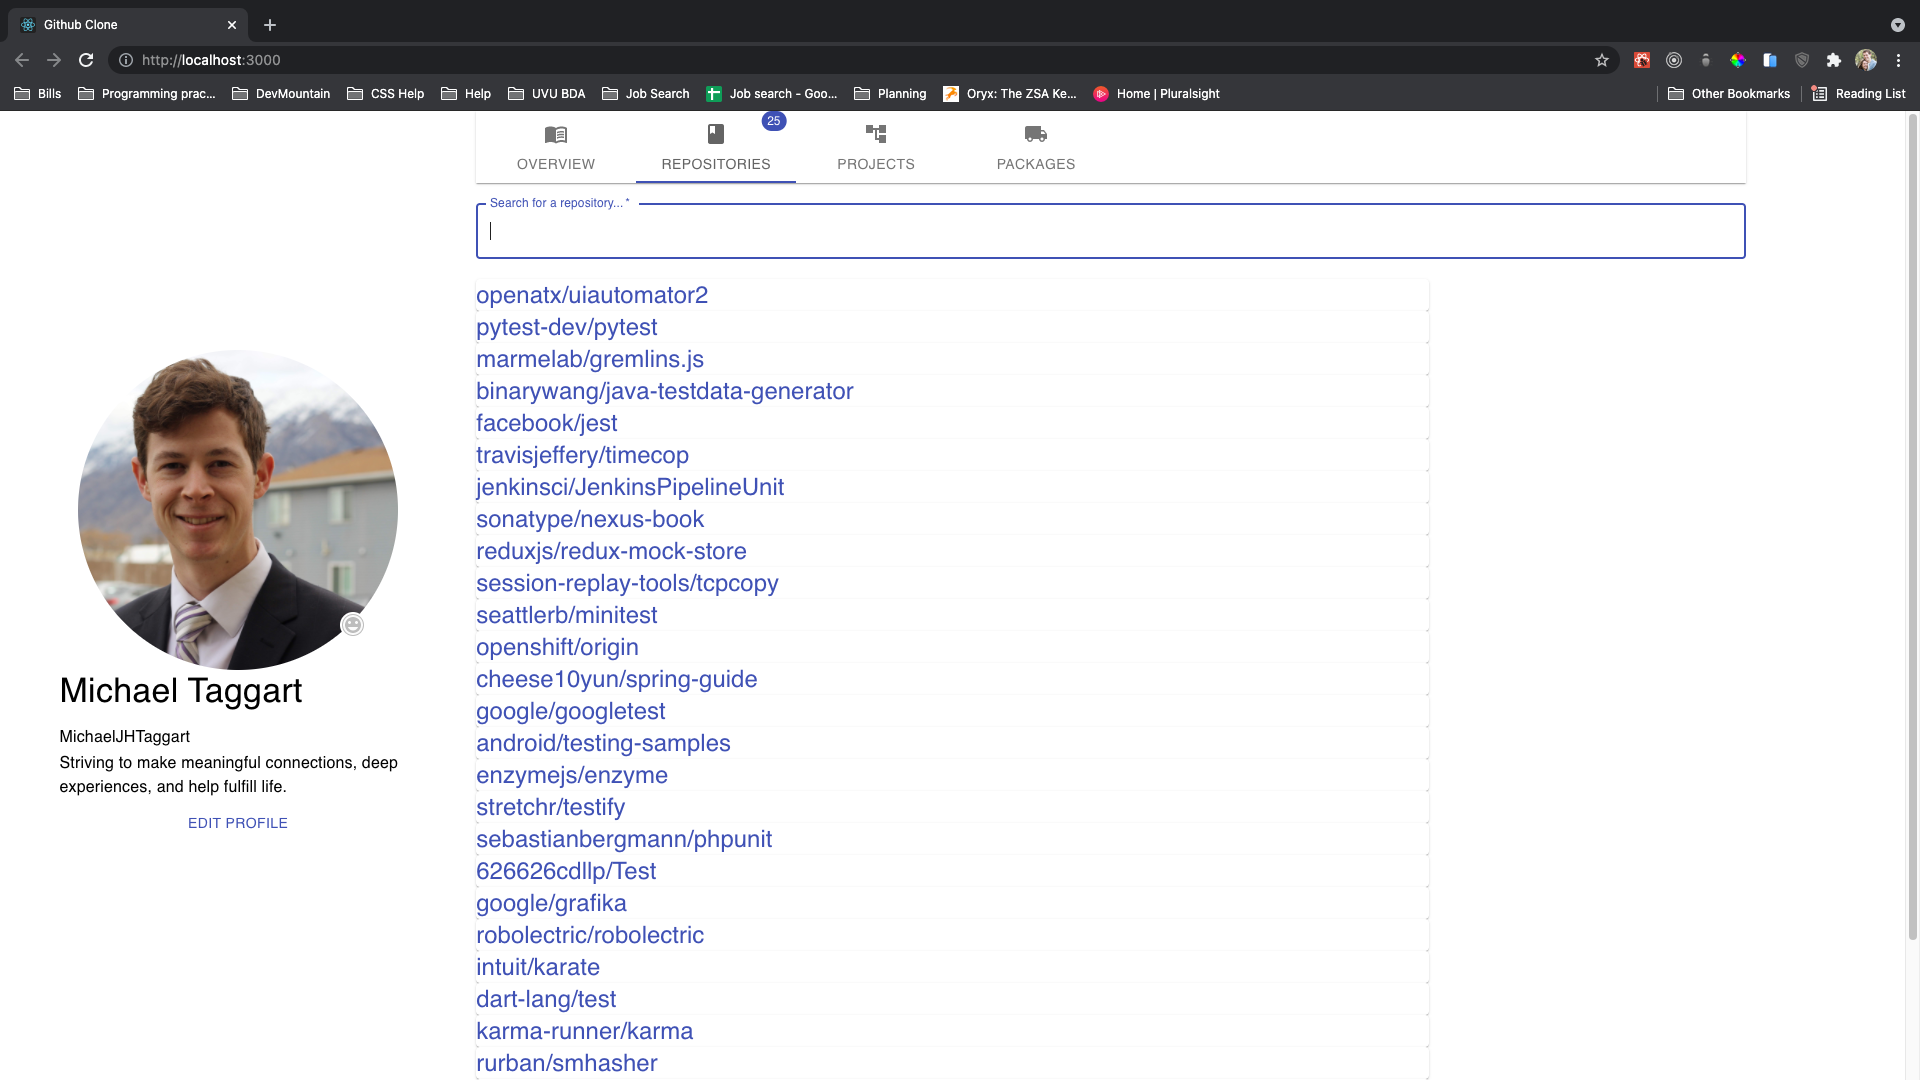 Github Clone
http://localhost:3000
Bills
Programming prac...
DevMountain
CSS Help
Help
UVU BDA
Job Search
Job search - Goo...
Planning
Oryx: The ZSA Ke...
Home | Pluralsight
Other Bookmarks
Reading List
25
OVERVIEW
REPOSITORIES
PROJECTS
PACKAGES
Search for a repository... *
openatx/uiautomator2
pytest-dev/pytest
marmelab/gremlins.js
binarywang/java-testdata-generator
facebook/jest
travisjeffery/timecop
jenkinsci/JenkinsPipelineUnit
sonatype/nexus-book
reduxjs/redux-mock-store
session-replay-tools/tcpcopy
seattlerb/minitest
openshift/origin
cheese10yun/spring-guide
google/googletest
android/testing-samples
enzymejs/enzyme
stretchr/testify
sebastianbergmann/phpunit
626626cdllp/Test
google/grafika
robolectric/robolectric
intuit/karate
dart-lang/test
karma-runner/karma
rurban/smhasher
Michael Taggart
MichaelJHTaggart
Striving to make meaningful connections, deep
experiences, and help fulfill life.
EDIT PROFILE